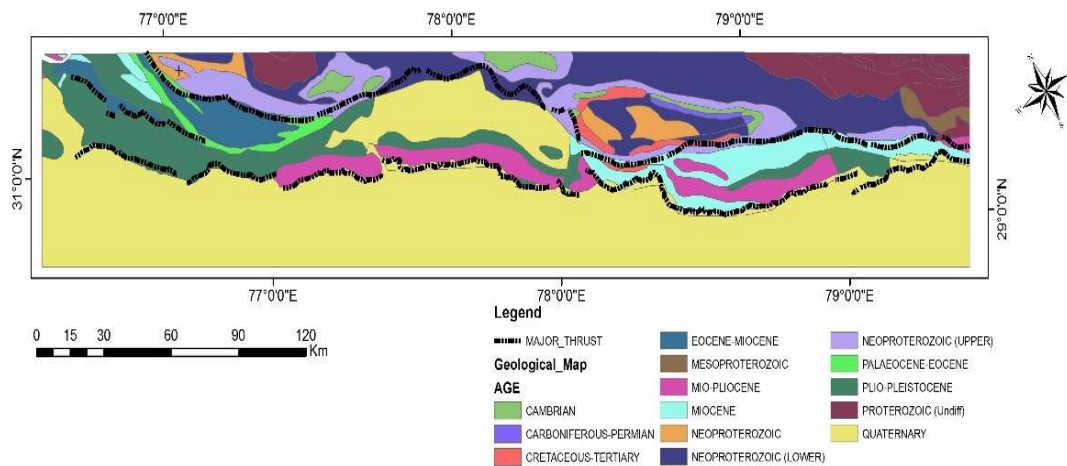 77°0'0"E 78°0'0"E 79°0'0"E
31°0'0"N
29°0'0"N
77°0'0"E 78°0'0"E 79°0'0"E
0 15 30 60 90 120
Km
Legend
MAJOR_THRUST
Geological_Map
AGE
CAMBRIAN
CARBONIFEROUS-PERMIAN
CRETACEOUS-TERTIARY
EOCENE-MIOCENE
MESOPROTEROZOIC
MIO-PLIOCENE
MIOCENE
NEOPROTEROZOIC
NEOPROTEROZOIC (LOWER)
NEOPROTEROZOIC (UPPER)
PALAEOCENE-EOCENE
PLIO-PLEISTOCENE
PROTEROZOIC (Undiff)
QUATERNARY